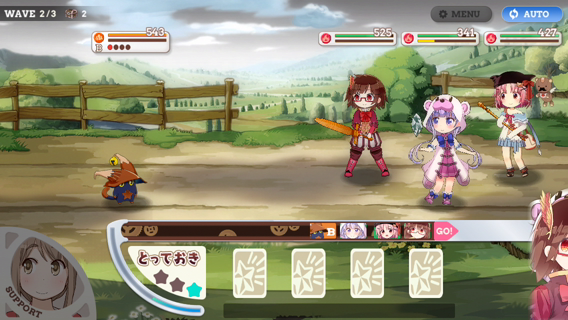 WAVE 2/3 2
MENU
AUTO
543
B
525
341
427
B
GO!
とっておき
SUPPORT